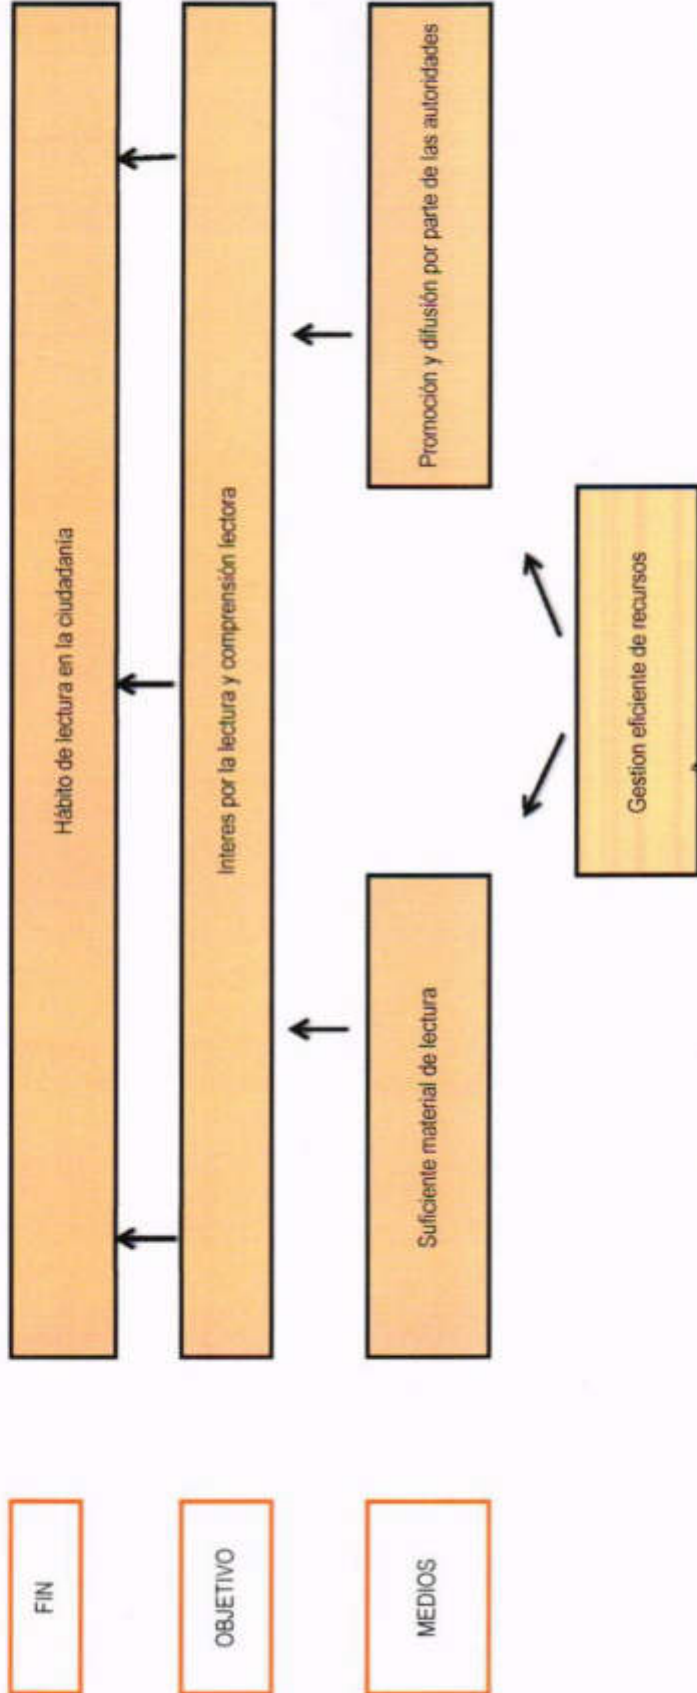 FIN
Hábito de lectura en la ciudadanía
OBJETIVO
Interes por la lectura y comprensión lectora
MEDIOS
Suficiente material de lectura
Promoción y difusión por parte de las autoridades
Gestion eficiente de recursos